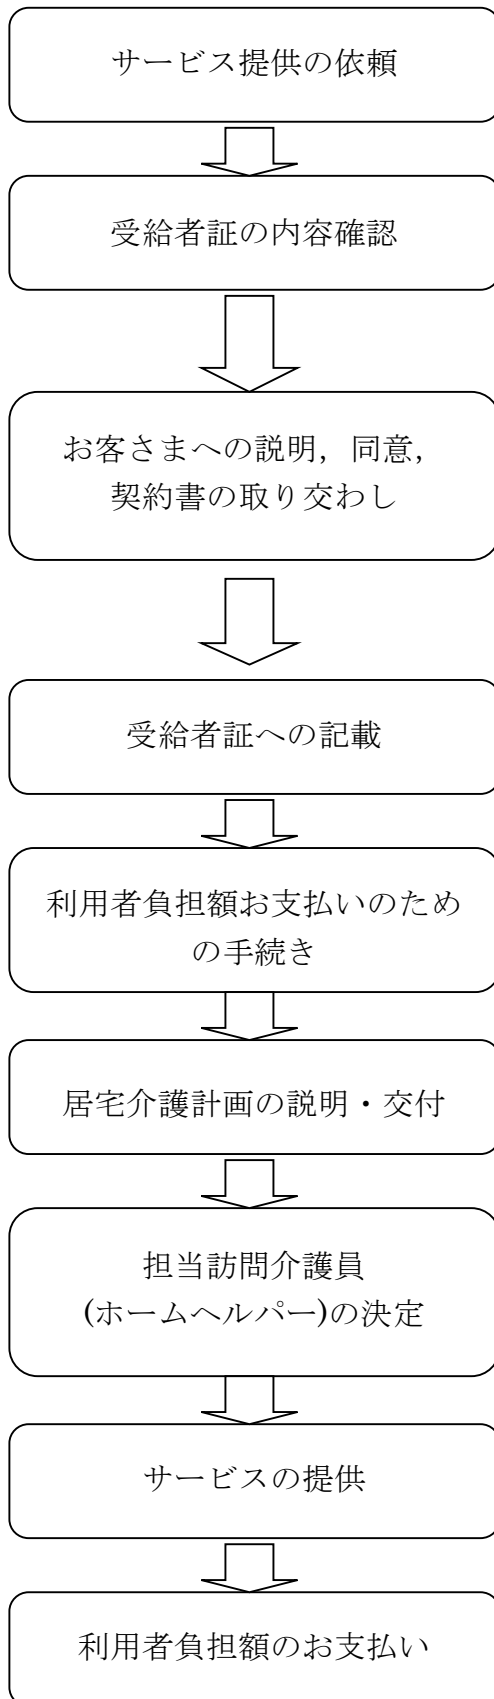 サービス提供の依頼
受給者証の内容確認
お客さまへの説明，同意，
契約書の取り交わし
受給者証への記載
利用者負担額お支払いのため
の手続き
居宅介護計画の説明・交付
担当訪問介護員
(ホームヘルパー)の決定
サービスの提供
利用者負担額のお支払い